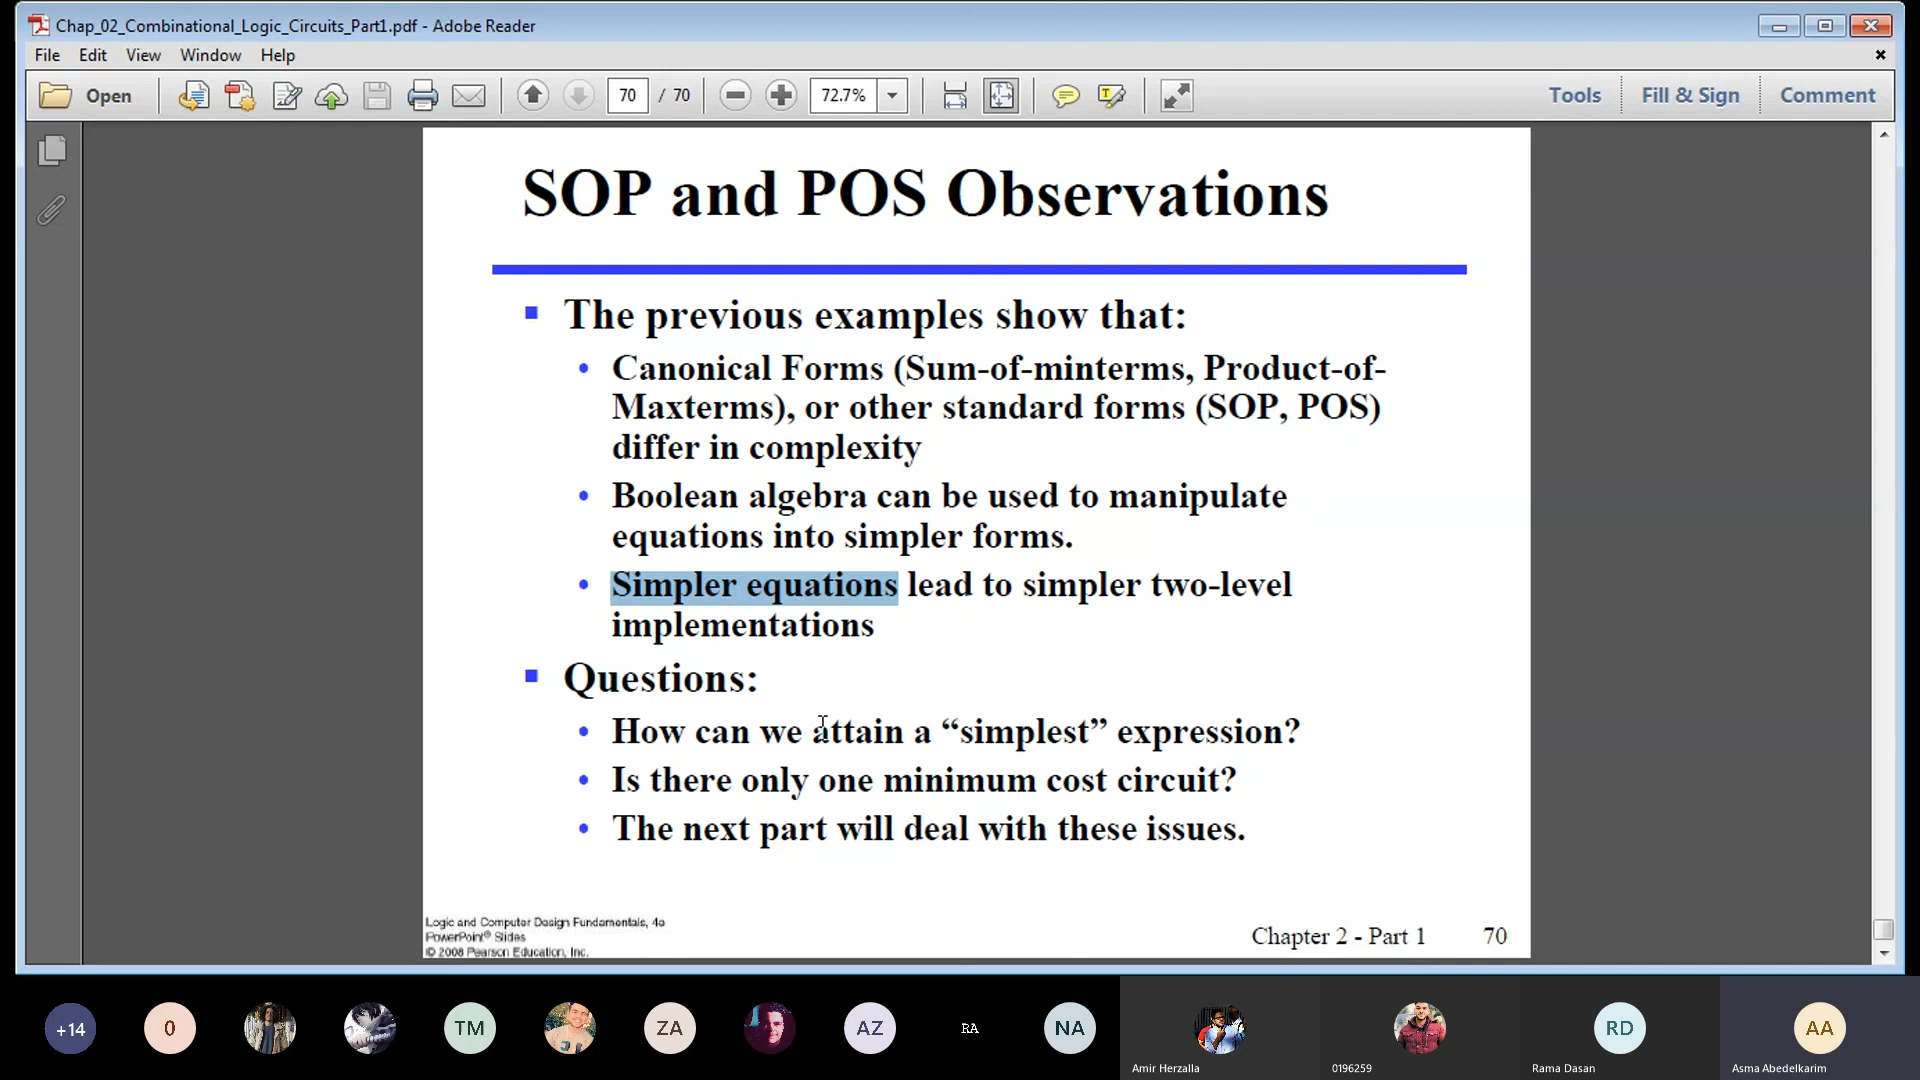 Chap_02_Combinational_Logic_Circuits_Part1.pdf - Adobe Reader
File Edit View Window Help
Open 70 / 70 72.7% Tools Fill & Sign Comment
SOP and POS Observations
The previous examples show that:
Canonical Forms (Sum-of-minterms, Product-of-
Maxterms), or other standard forms (SOP, POS)
differ in complexity
Boolean algebra can be used to manipulate
equations into simpler forms.
Simpler equations lead to simpler two-level
implementations
Questions:
How can we attain a “simplest” expression?
Is there only one minimum cost circuit?
The next part will deal with these issues.
Logic and Computer Design Fundamentals, 4e
PowerPoint® Slides
© 2008 Pearson Education, Inc.
Chapter 2 - Part 1 70
+14 0 TM ZA AZ RA NA RD AA
Amir Herzalla 0196259 Rama Dasan Asma Abedelkarim